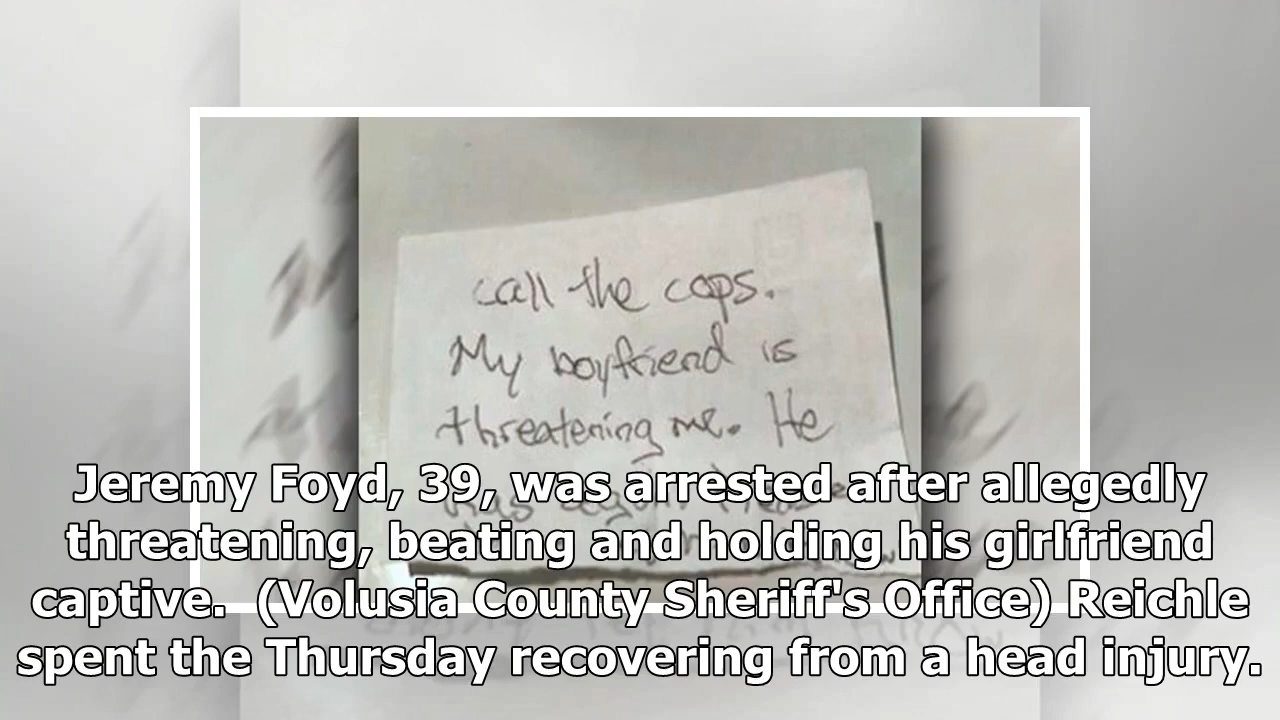 call the cops.
My boyfriend is
threatening me. He
Jeremy Foyd, 39, was arrested after allegedly
threatening, beating and holding his girlfriend
captive. (Volusia County Sheriff's Office) Reichle
spent the Thursday recovering from a head injury.